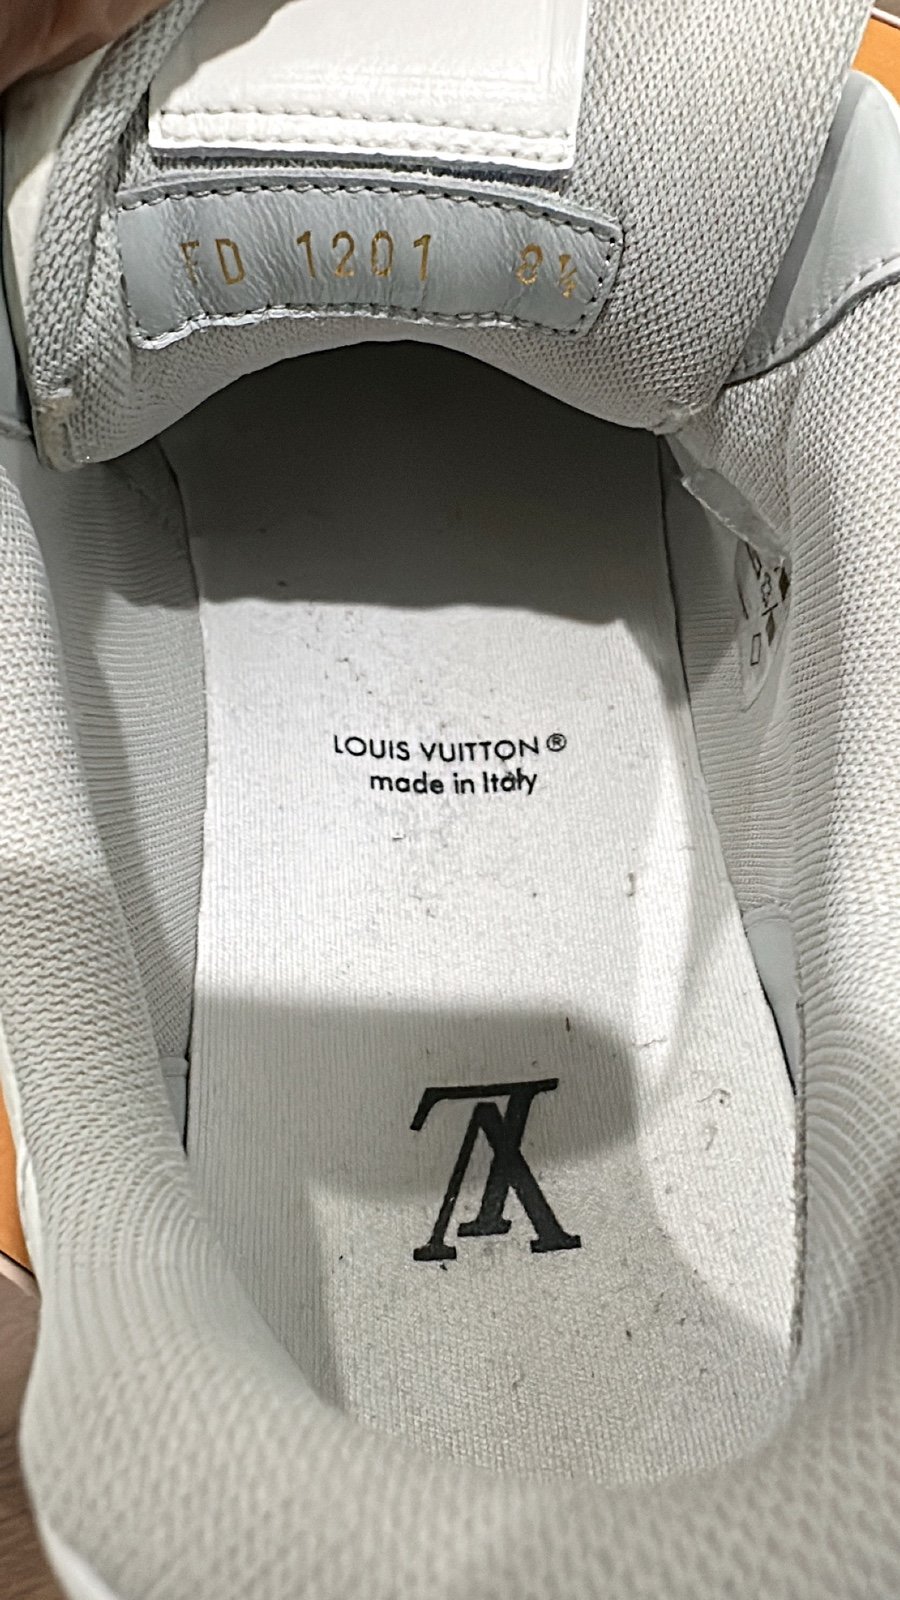 FD 1201 8½
LOUIS VUITTON®
made in Italy
LV